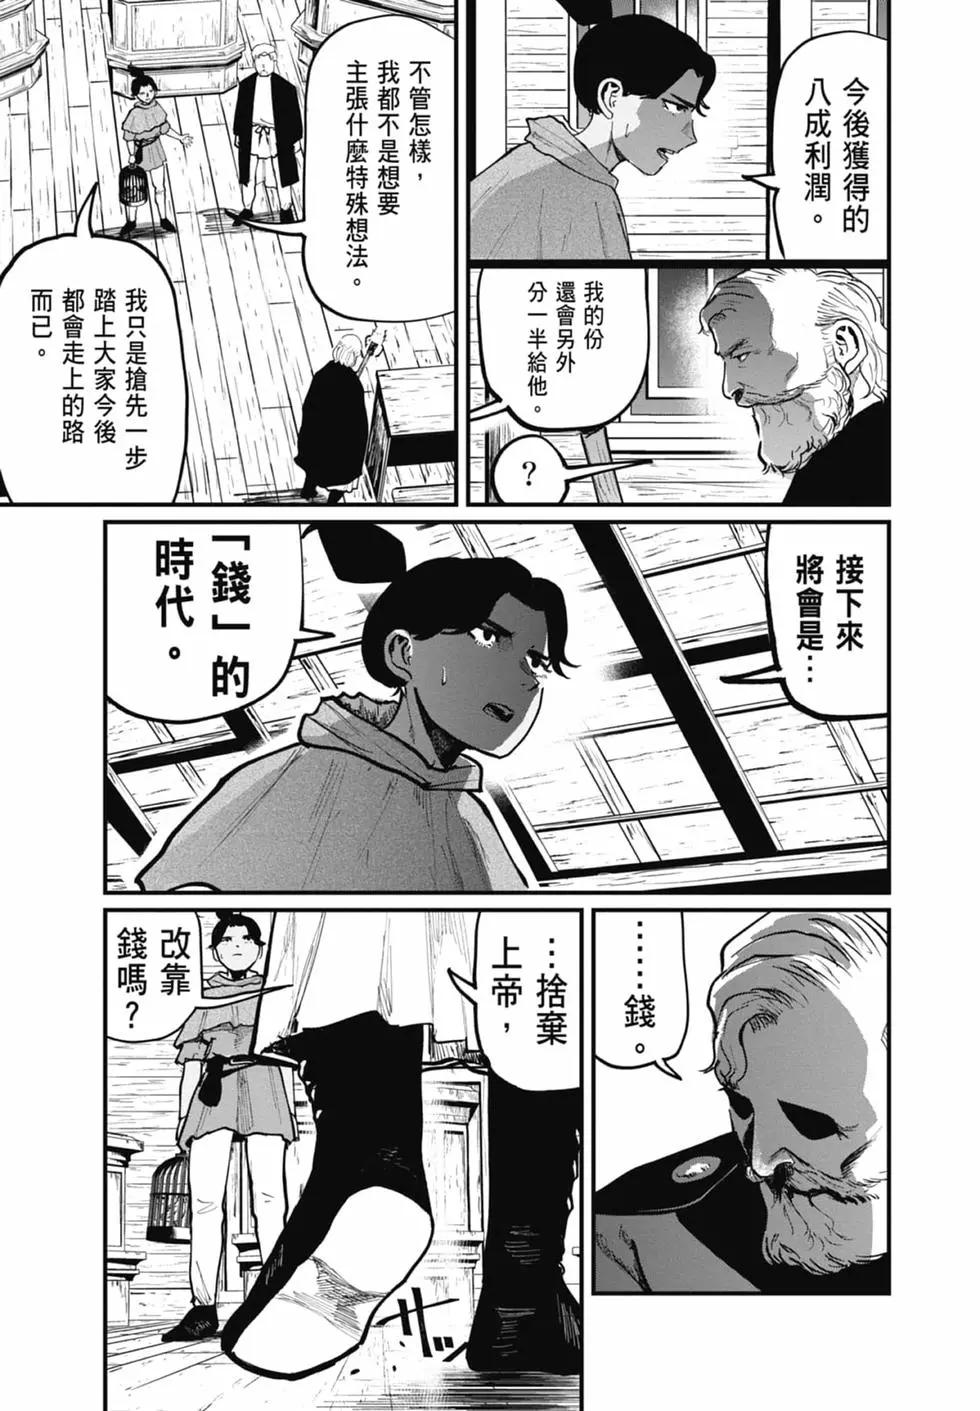 今後獲得的
八成利潤。
我的份
還會另外
分一半給他。
？
不管怎樣，
我都不是想要
主張什麼特殊想法。
我只是搶先一步
踏上大家今後
都會走上的路
而已。
接下來
將會是…
「錢」的
時代。
………錢。
…捨棄
上帝，
改靠
錢嗎？